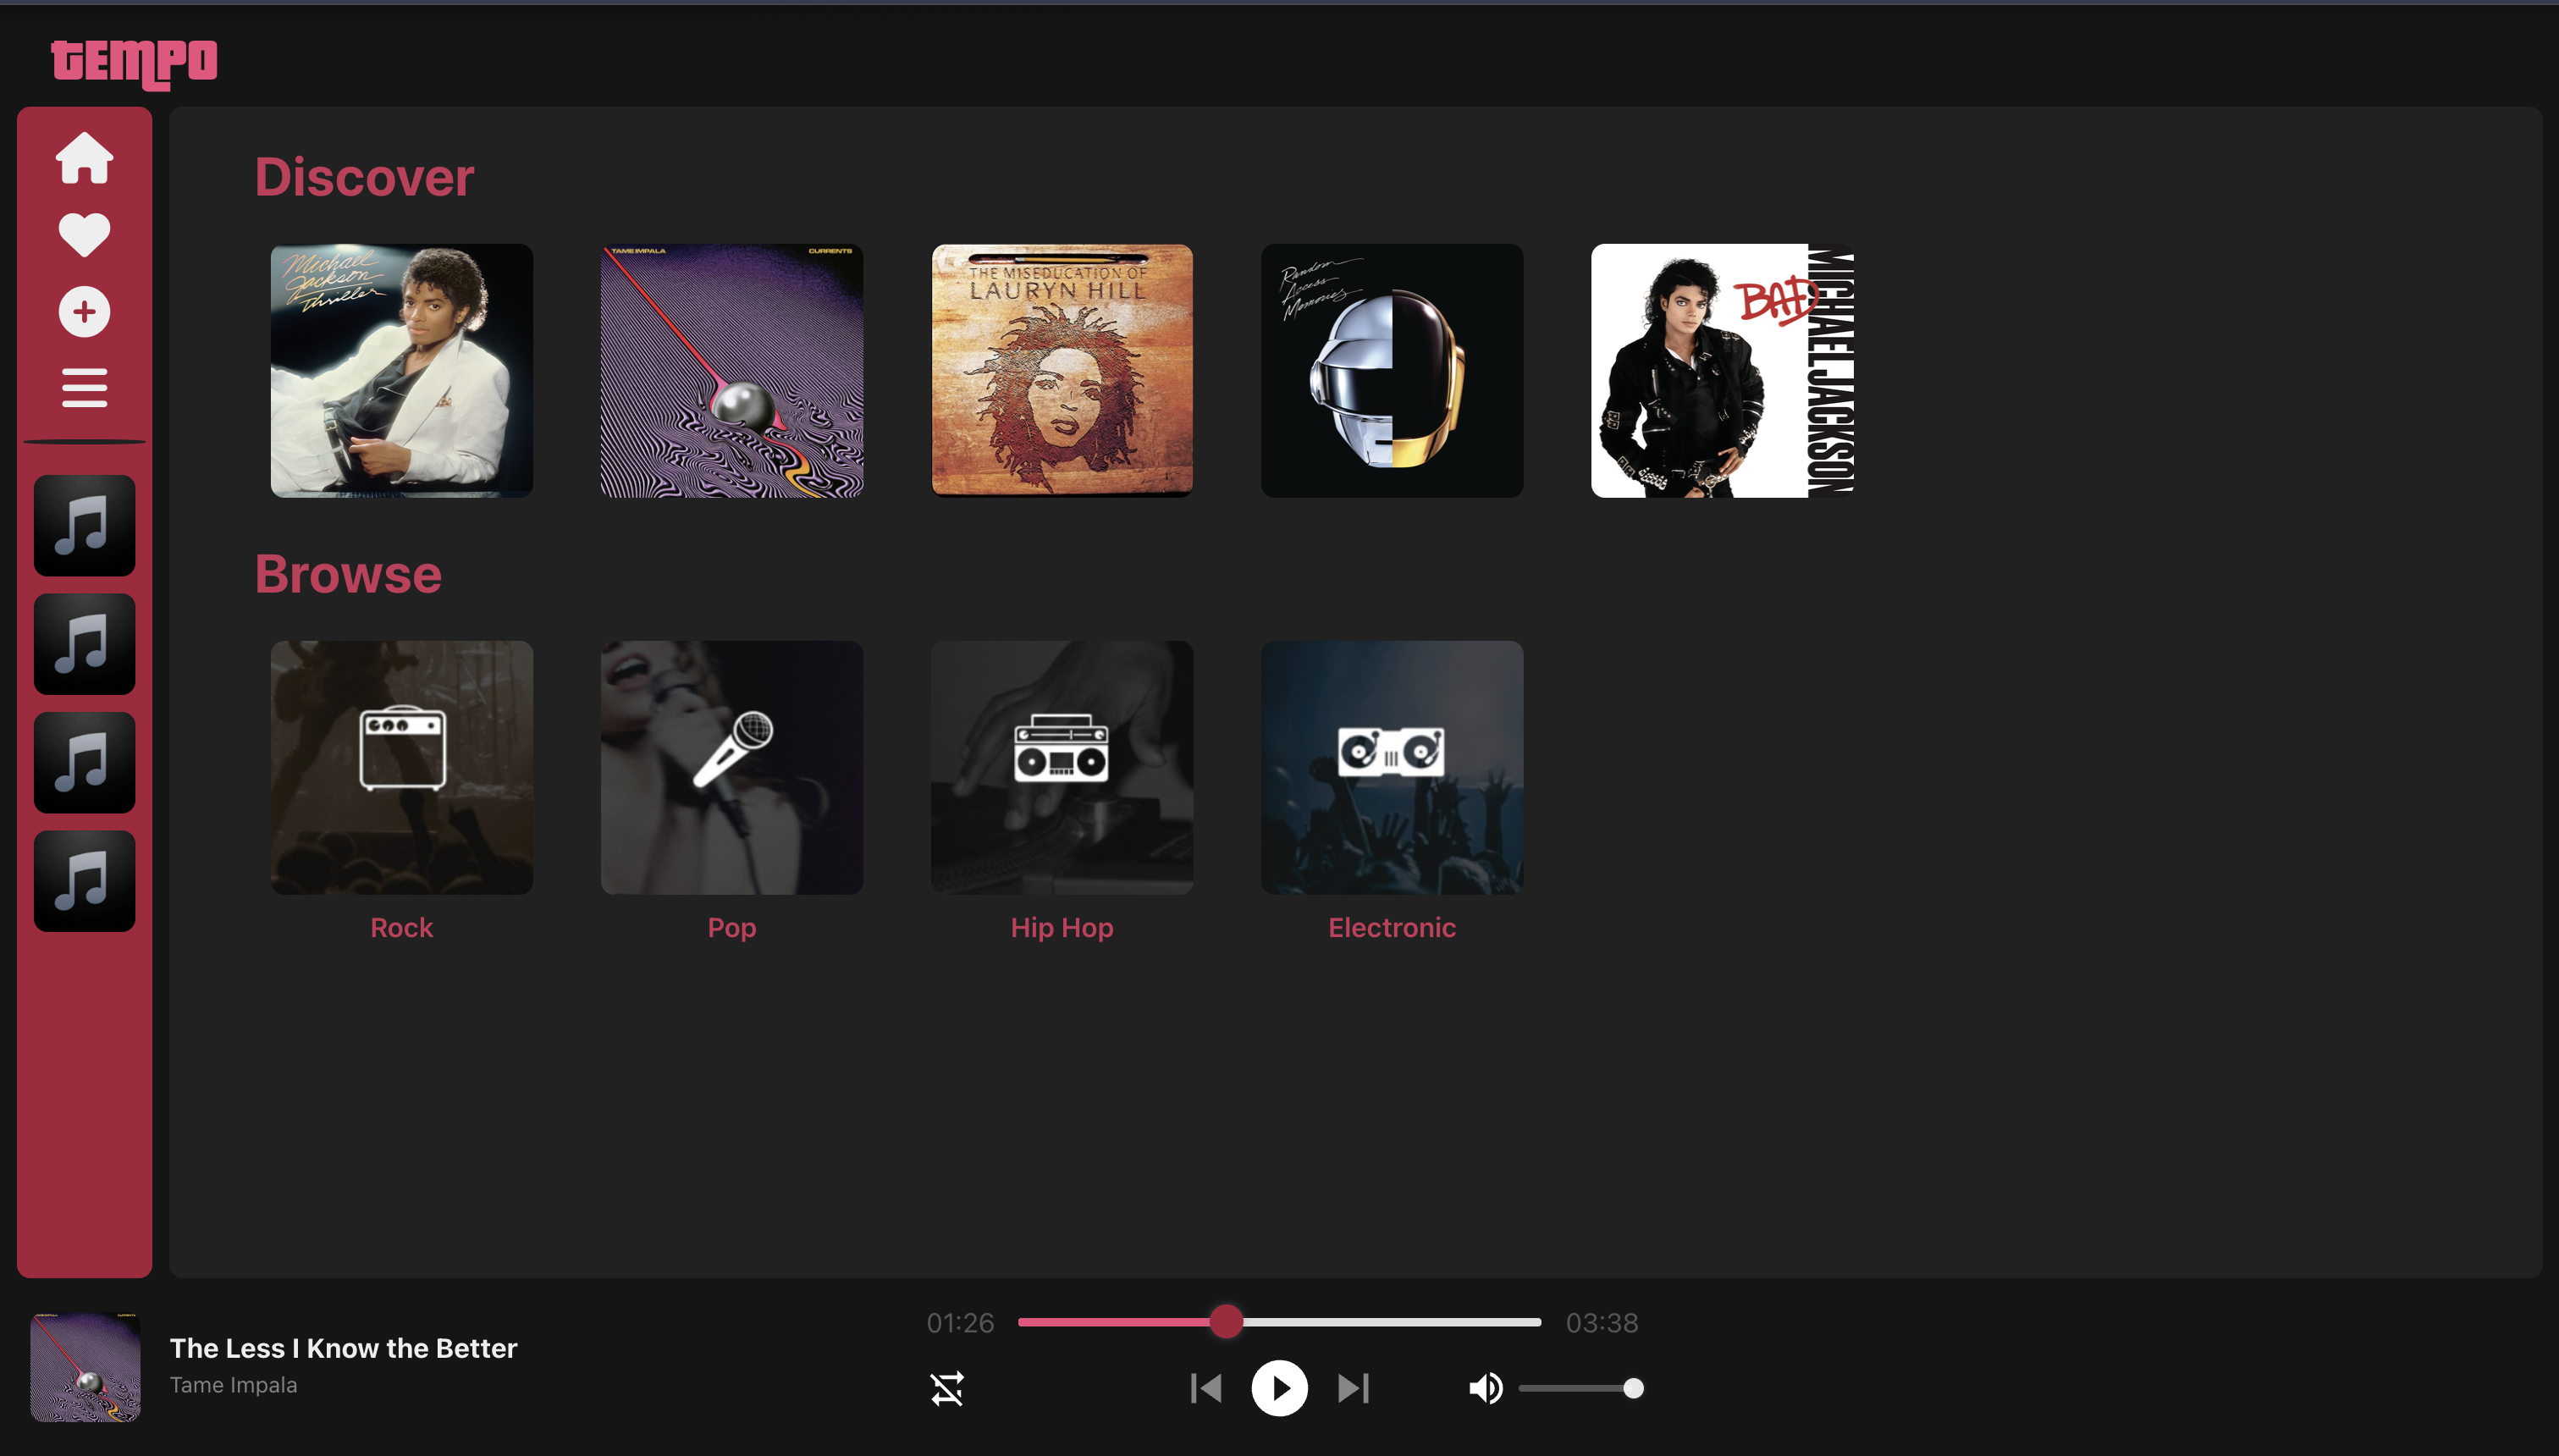 tEMPO
Discover
Michael
Jackson
Thriller
TAME IMPALA CURRENTS
THE MISEDUCATION OF
LAURYN HILL
Random
Access
Memories
BAD
MICHAEL JACKSON
Browse
Rock
Pop
Hip Hop
Electronic
The Less I Know the Better
Tame Impala
01:26
03:38